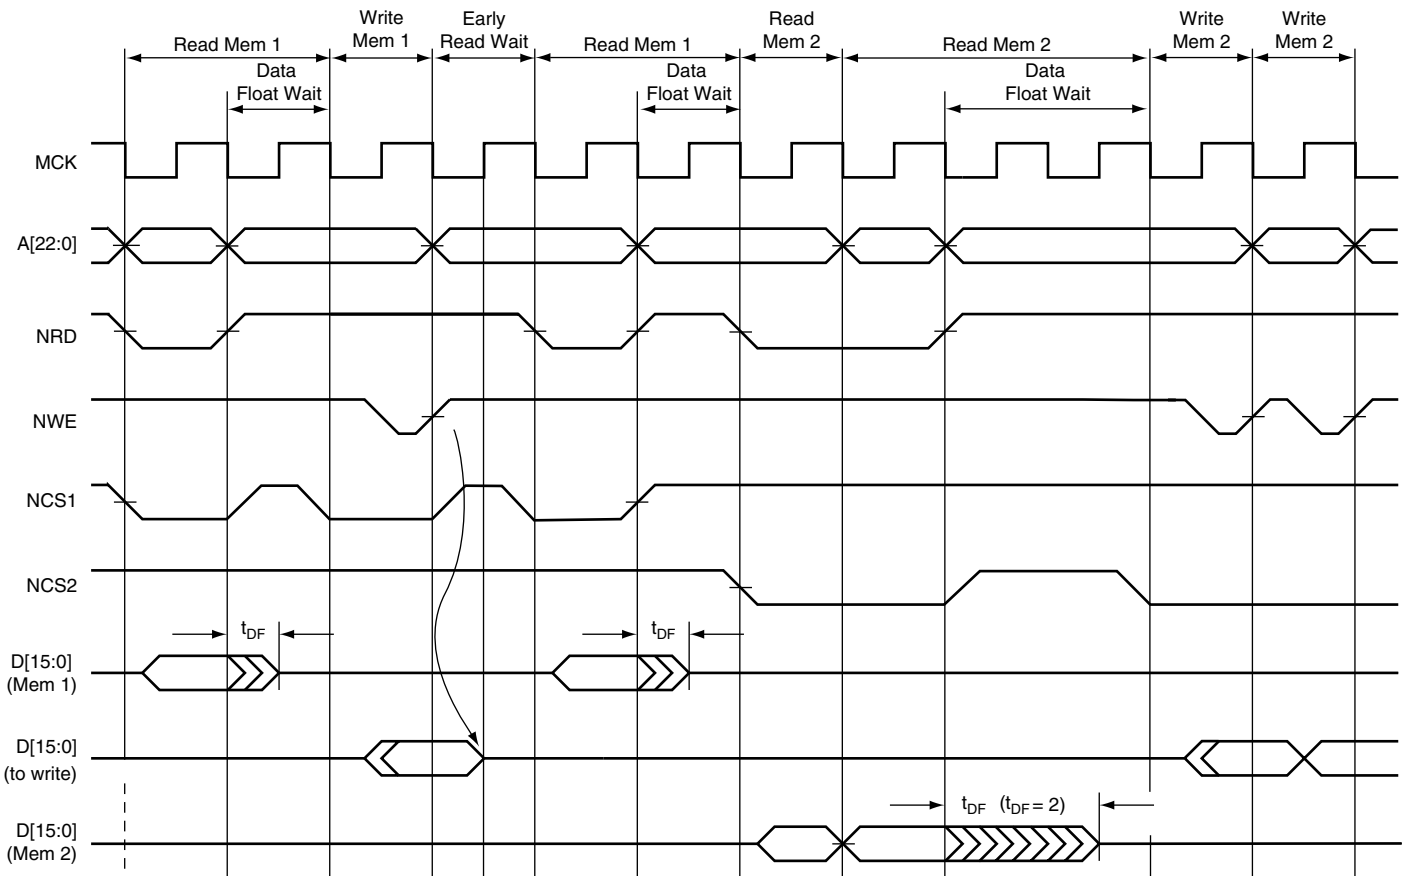 Write
Early
Read
Write
Write
Read Mem 1
Mem 1
Read Wait
Read Mem 1
Mem 2
Read Mem 2
Mem 2
Mem 2
Data
Float Wait
Data
Float Wait
Data
Float Wait
MCK
A[22:0]
NRD
NWE
NCS1
NCS2
tDF
tDF
D[15:0]
(Mem 1)
D[15:0]
(to write)
tDF (tDF = 2)
D[15:0]
(Mem 2)